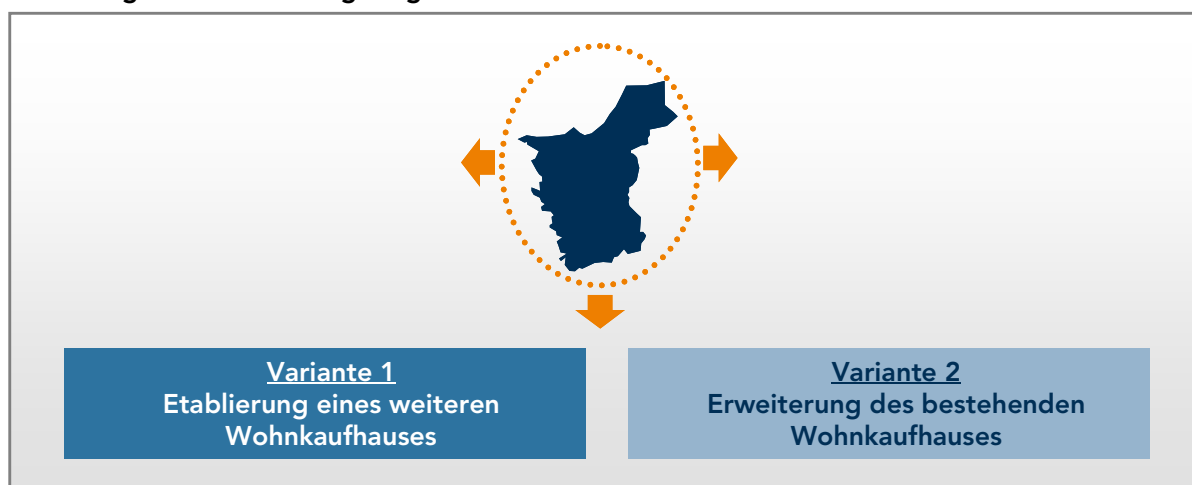 Variante 1
Etablierung eines weiteren
Wohnkaufhauses
Variante 2
Erweiterung des bestehenden
Wohnkaufhauses